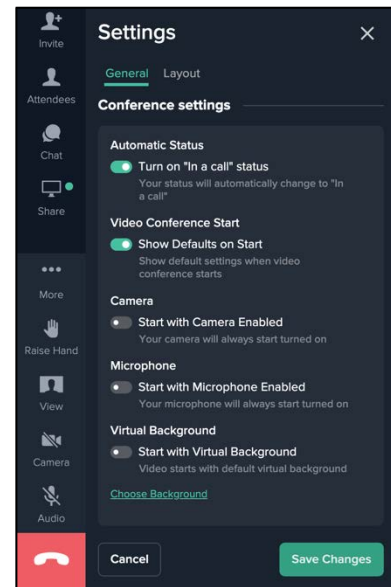 Invite
Attendees
Chat
Share
More
Raise Hand
View
Camera
Audio
Settings
General Layout
Conference settings
Automatic Status
Turn on "In a call" status
Your status will automatically change to "In
a call"
Video Conference Start
Show Defaults on Start
Show default settings when video
conference starts
Camera
Start with Camera Enabled
Your camera will always start turned on
Microphone
Start with Microphone Enabled
Your microphone will always start turned on
Virtual Background
Start with Virtual Background
Video starts with default virtual background
Choose Background
Cancel
Save Changes